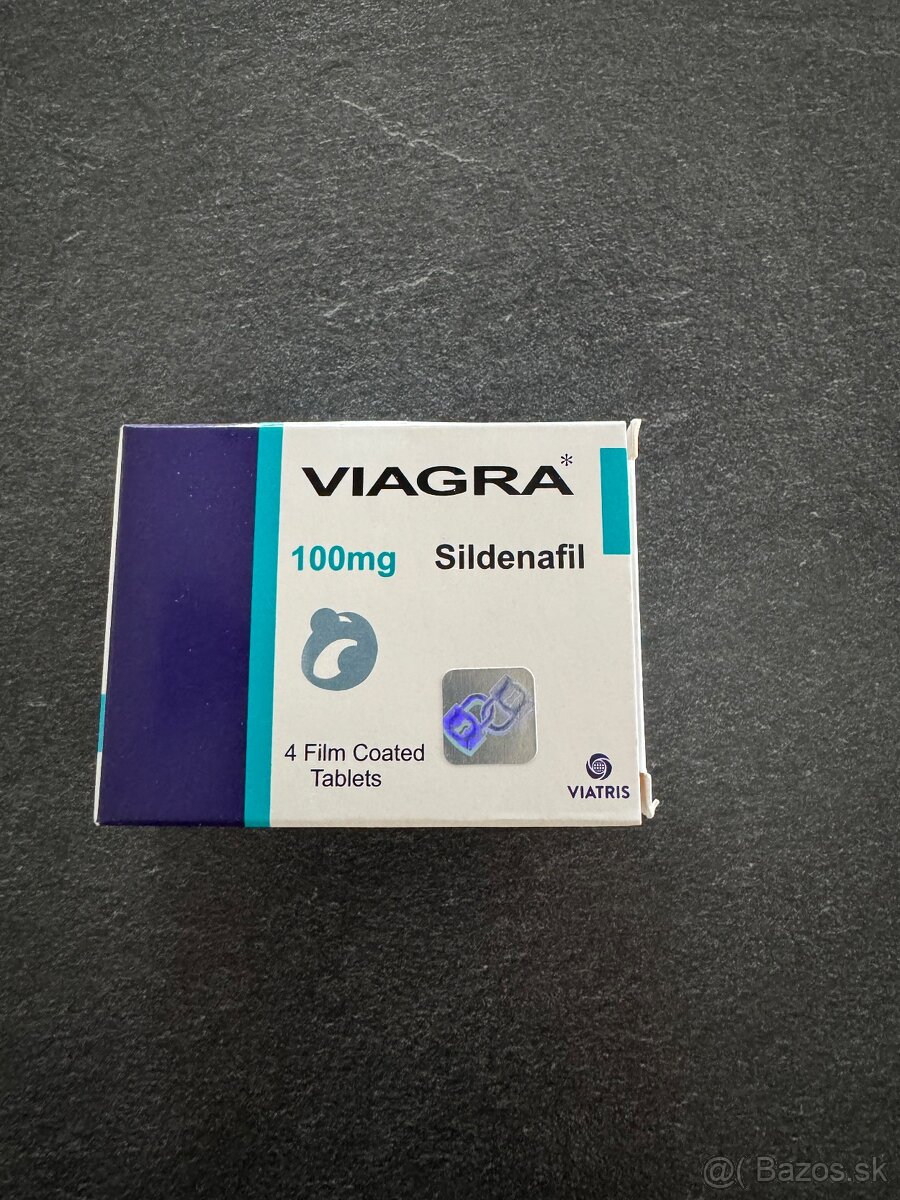 VIAGRA*
100mg Sildenafil
4 Film Coated
Tablets
VIATRIS
@( Bazos.sk